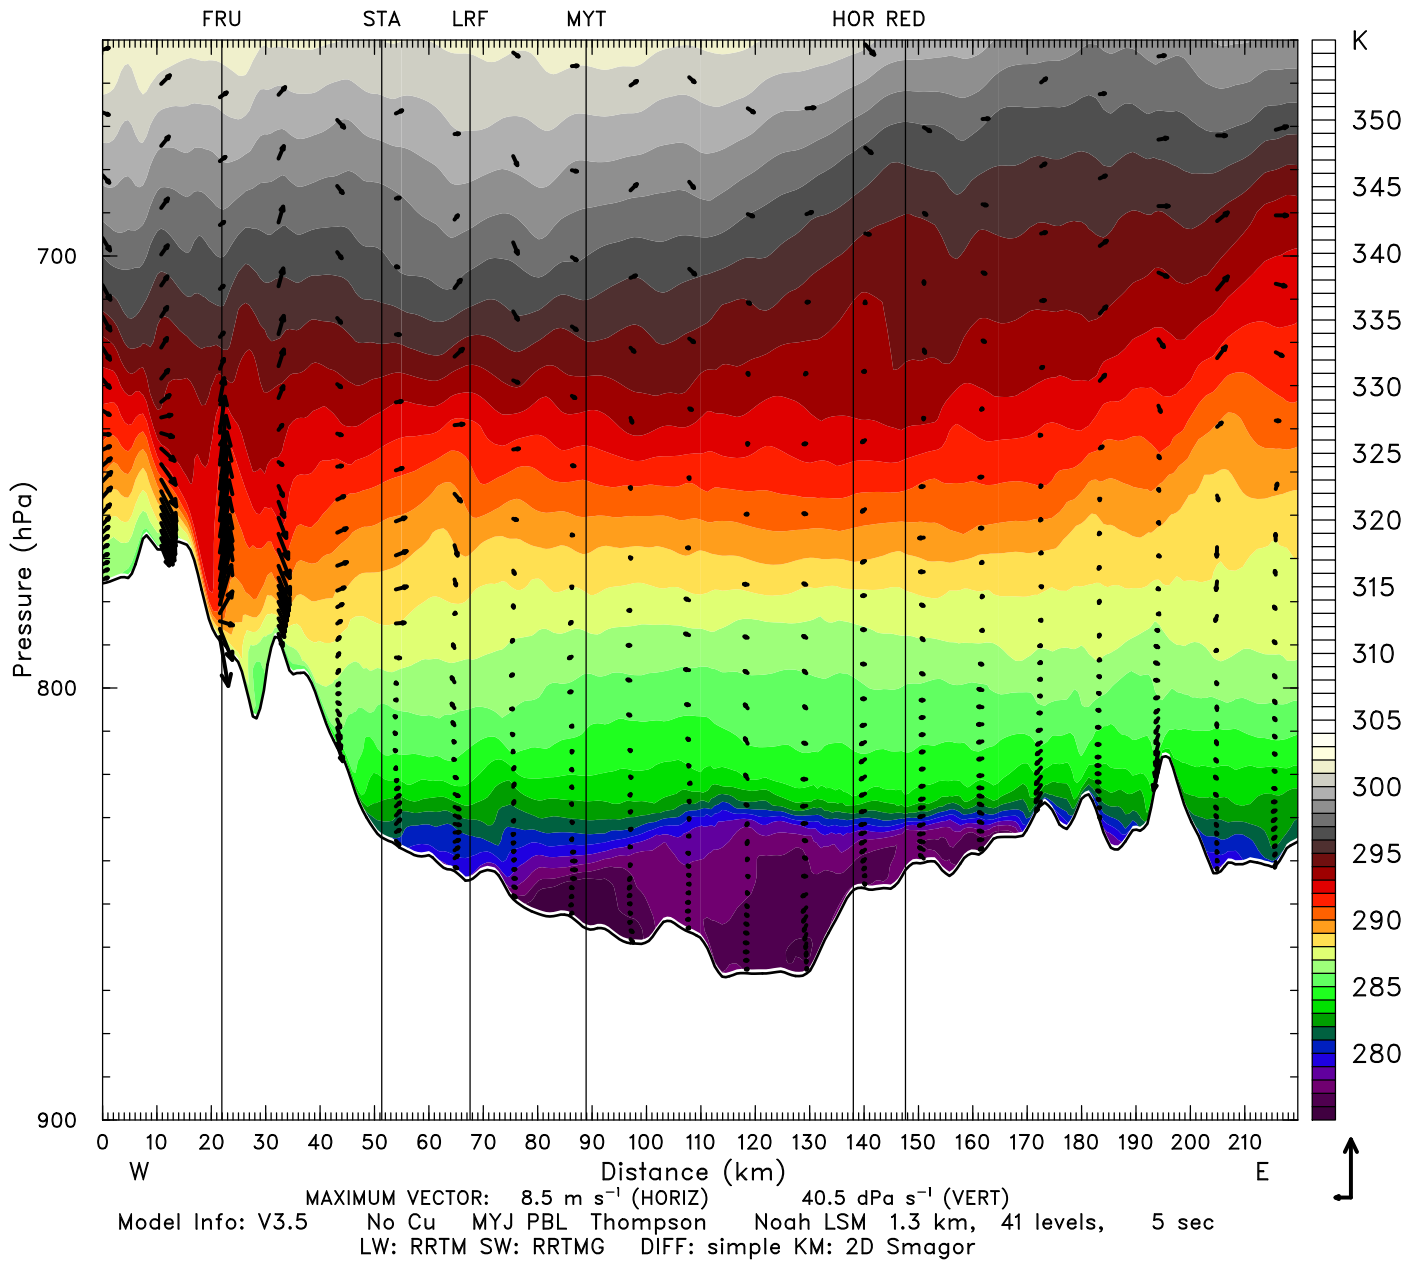 FRU STA LRF MYT HOR RED
K
350
345
340
335
330
325
320
315
310
305
300
295
290
285
280
Pressure (hPa)
700
800
900
0 10 20 30 40 50 60 70 80 90 100 110 120 130 140 150 160 170 180 190 200 210
W Distance (km) E
MAXIMUM VECTOR: 8.5 m s⁻¹ (HORIZ) 40.5 dPa s⁻¹ (VERT)
Model Info: V3.5 No Cu MYJ PBL Thompson Noah LSM 1.3 km, 41 levels, 5 sec
LW: RRTM SW: RRTMG DIFF: simple KM: 2D Smagor